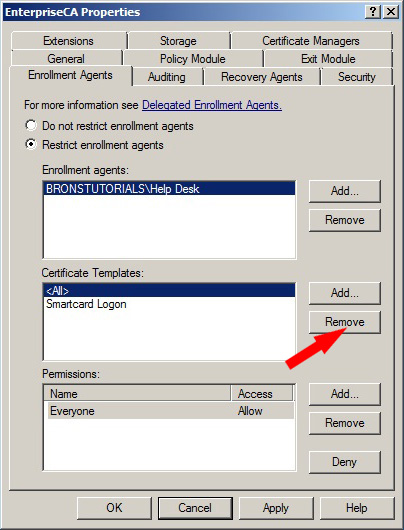 EnterpriseCA Properties
?
Extensions
Storage
Certificate Managers
General
Policy Module
Exit Module
Enrollment Agents
Auditing
Recovery Agents
Security
For more information see Delegated Enrollment Agents.
Do not restrict enrollment agents
Restrict enrollment agents
Enrollment agents:
BRONSTUTORIALS\Help Desk
Add...
Remove
Certificate Templates:
<All>
Smartcard Logon
Add...
Remove
Permissions:
Name Access
Everyone Allow
Add...
Remove
Deny
OK
Cancel
Apply
Help